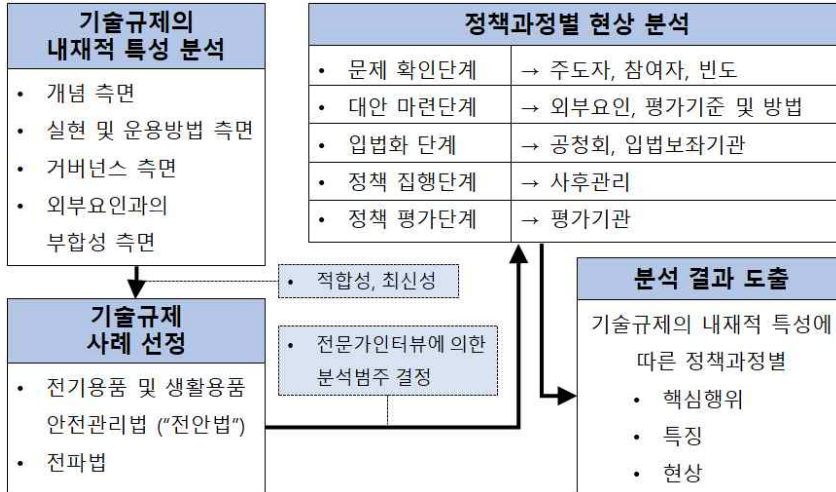 기술규제의
내재적 특성 분석
• 개념 측면
• 실현 및 운용방법 측면
• 거버넌스 측면
• 외부요인과의
부합성 측면
• 적합성, 최신성
기술규제
사례 선정
• 전기용품 및 생활용품
안전관리법 ("전안법")
• 전파법
• 전문가인터뷰에 의한
분석범주 결정
정책과정별 현상 분석
• 문제 확인단계 → 주도자, 참여자, 빈도
• 대안 마련단계 → 외부요인, 평가기준 및 방법
• 입법화 단계 → 공청회, 입법보좌기관
• 정책 집행단계 → 사후관리
• 정책 평가단계 → 평가기관
분석 결과 도출
기술규제의 내재적 특성에
따른 정책과정별
• 핵심행위
• 특징
• 현상